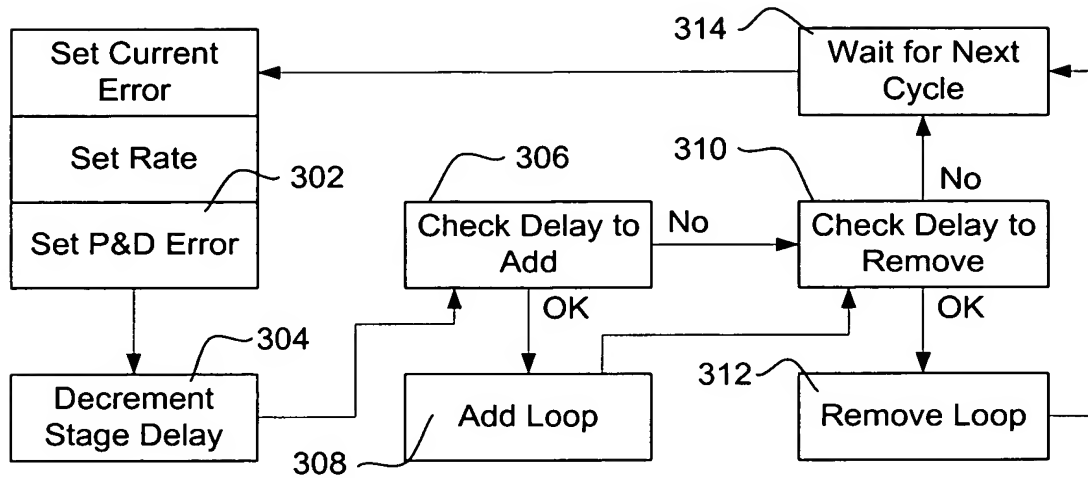 Set Current
Error
Set Rate
302
Set P&D Error
304
Decrement
Stage Delay
306
Check Delay to
Add
No
OK
Add Loop
308
314
Wait for Next
Cycle
310
No
Check Delay to
Remove
OK
312
Remove Loop